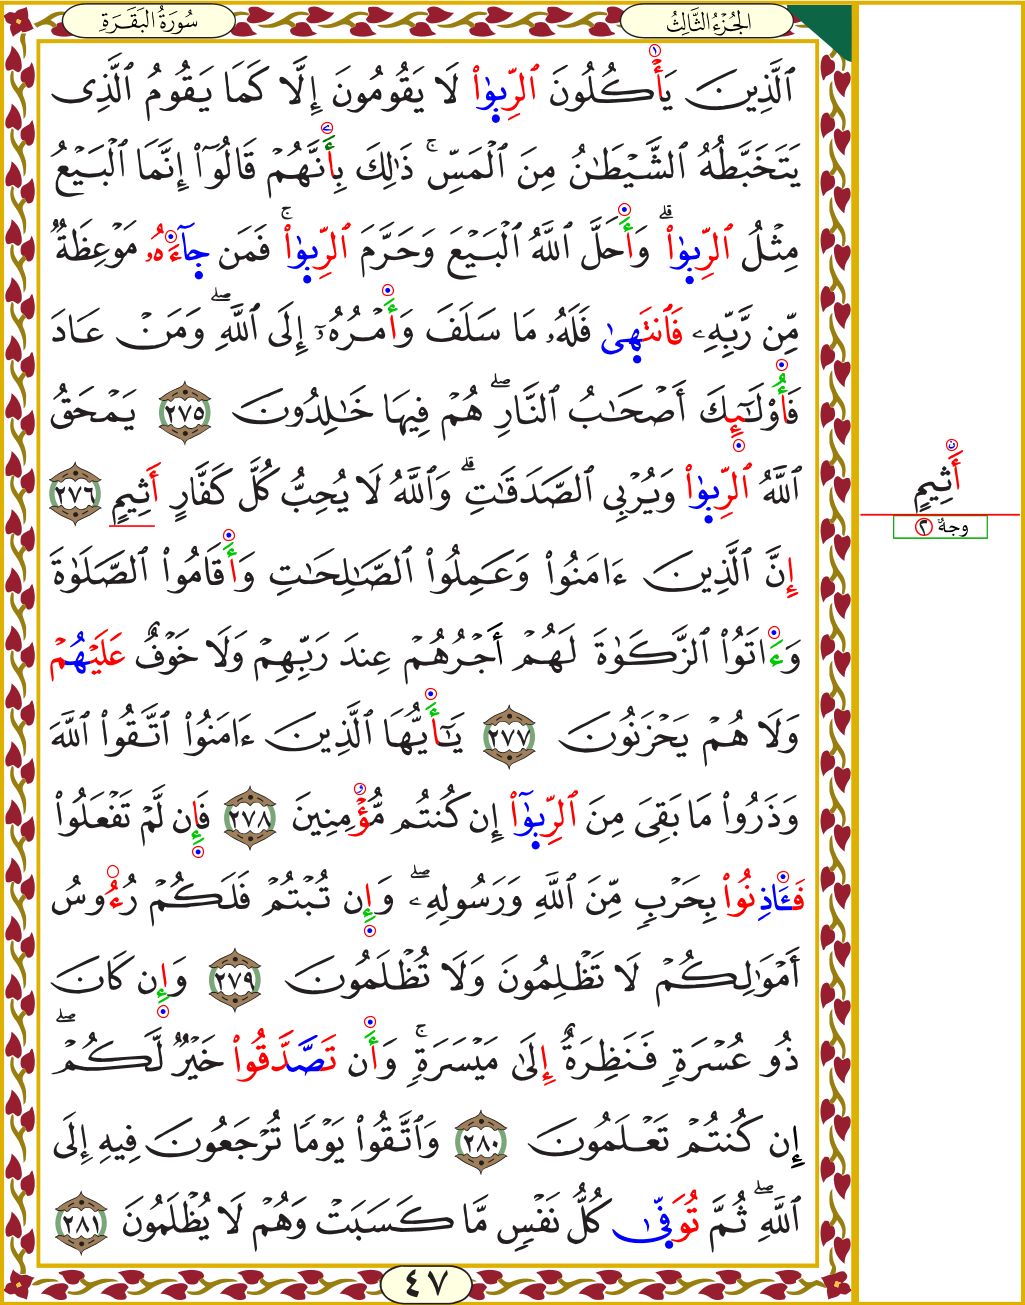 الجُزْءُ الثَّالِثُ
سُورَةُ البَقَرَةِ
ٱلَّذِينَ يَأۡكُلُونَ ٱلرِّبَوٰاْ لَا يَقُومُونَ إِلَّا كَمَا يَقُومُ ٱلَّذِى
يَتَخَبَّطُهُ ٱلشَّيۡطَٰنُ مِنَ ٱلۡمَسِّۚ ذَٰلِكَ بِأَنَّهُمۡ قَالُوٓاْ إِنَّمَا ٱلۡبَيۡعُ
مِثۡلُ ٱلرِّبَوٰاْۗ وَأَحَلَّ ٱللَّهُ ٱلۡبَيۡعَ وَحَرَّمَ ٱلرِّبَوٰاْۚ فَمَن جَآءَهُۥ مَوۡعِظَةٞ
مِّن رَّبِّهِۦ فَٱنتَهَىٰ فَلَهُۥ مَا سَلَفَ وَأَمۡرُهُۥٓ إِلَى ٱللَّهِۖ وَمَنۡ عَادَ
فَأُوْلَٰٓئِكَ أَصۡحَٰبُ ٱلنَّارِۖ هُمۡ فِيهَا خَٰلِدُونَ ٢٧٥ يَمۡحَقُ
ٱللَّهُ ٱلرِّبَوٰاْ وَيُرۡبِى ٱلصَّدَقَٰتِۗ وَٱللَّهُ لَا يُحِبُّ كُلَّ كَفَّارٍ أَثِيمٍ ٢٧٦
إِنَّ ٱلَّذِينَ ءَامَنُواْ وَعَمِلُواْ ٱلصَّٰلِحَٰتِ وَأَقَامُواْ ٱلصَّلَوٰةَ
وَءَاتَوُاْ ٱلزَّكَوٰةَ لَهُمۡ أَجۡرُهُمۡ عِندَ رَبِّهِمۡ وَلَا خَوۡفٌ عَلَيۡهُمۡ
وَلَا هُمۡ يَحۡزَنُونَ ٢٧٧ يَٰٓأَيُّهَا ٱلَّذِينَ ءَامَنُواْ ٱتَّقُواْ ٱللَّهَ
وَذَرُواْ مَا بَقِىَ مِنَ ٱلرِّبَوٰٓاْ إِن كُنتُم مُّؤۡمِنِينَ ٢٧٨ فَإِن لَّمۡ تَفۡعَلُواْ
فَـَٔاذِنُواْ بِحَرۡبٖ مِّنَ ٱللَّهِ وَرَسُولِهِۦۖ وَإِن تُبۡتُمۡ فَلَكُمۡ رُءُوسُ
أَمۡوَٰلِكُمۡ لَا تَظۡلِمُونَ وَلَا تُظۡلَمُونَ ٢٧٩ وَإِن كَانَ
ذُو عُسۡرَةٖ فَنَظِرَةٌ إِلَىٰ مَيۡسَرَةٖۚ وَأَن تَصَّدَّقُواْ خَيۡرٞ لَّكُمۡۖ
إِن كُنتُمۡ تَعۡلَمُونَ ٢٨٠ وَٱتَّقُواْ يَوۡمٗا تُرۡجَعُونَ فِيهِ إِلَى
ٱللَّهِۖ ثُمَّ تُوَفَّىٰ كُلُّ نَفۡسٖ مَّا كَسَبَتۡ وَهُمۡ لَا يُظۡلَمُونَ ٢٨١
٤٧
أَثِيمٍ
وجهٌ ٢